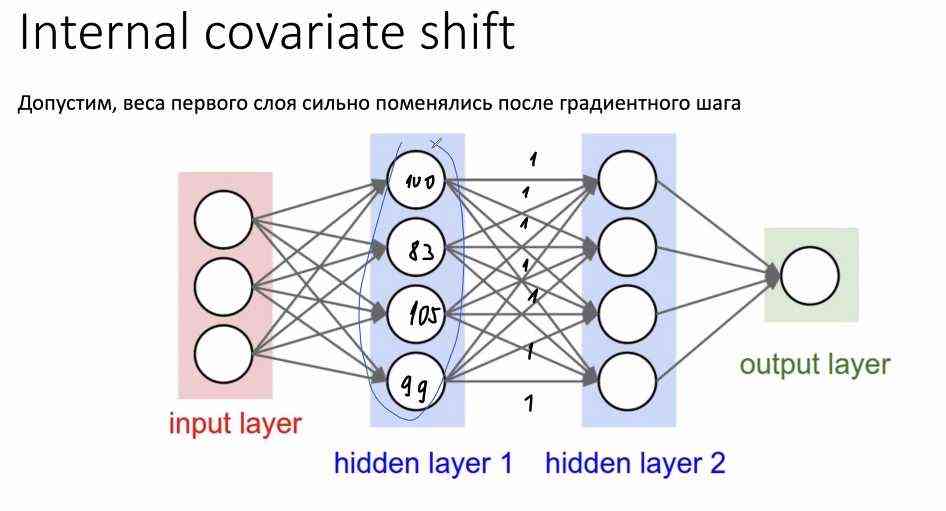 Internal covariate shift
Допустим, веса первого слоя сильно поменялись после градиентного шага
100
83
105
99
1
1
1
1
1
1
1
input layer
hidden layer 1
hidden layer 2
output layer